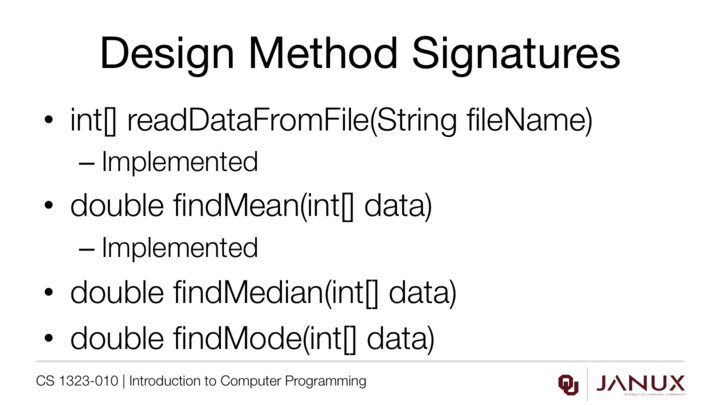 Design Method Signatures
• int[] readDataFromFile(String fileName)
– Implemented
• double findMean(int[] data)
– Implemented
• double findMedian(int[] data)
• double findMode(int[] data)
CS 1323-010 | Introduction to Computer Programming
JANUX
INTERACTIVE LEARNING COMMUNITY